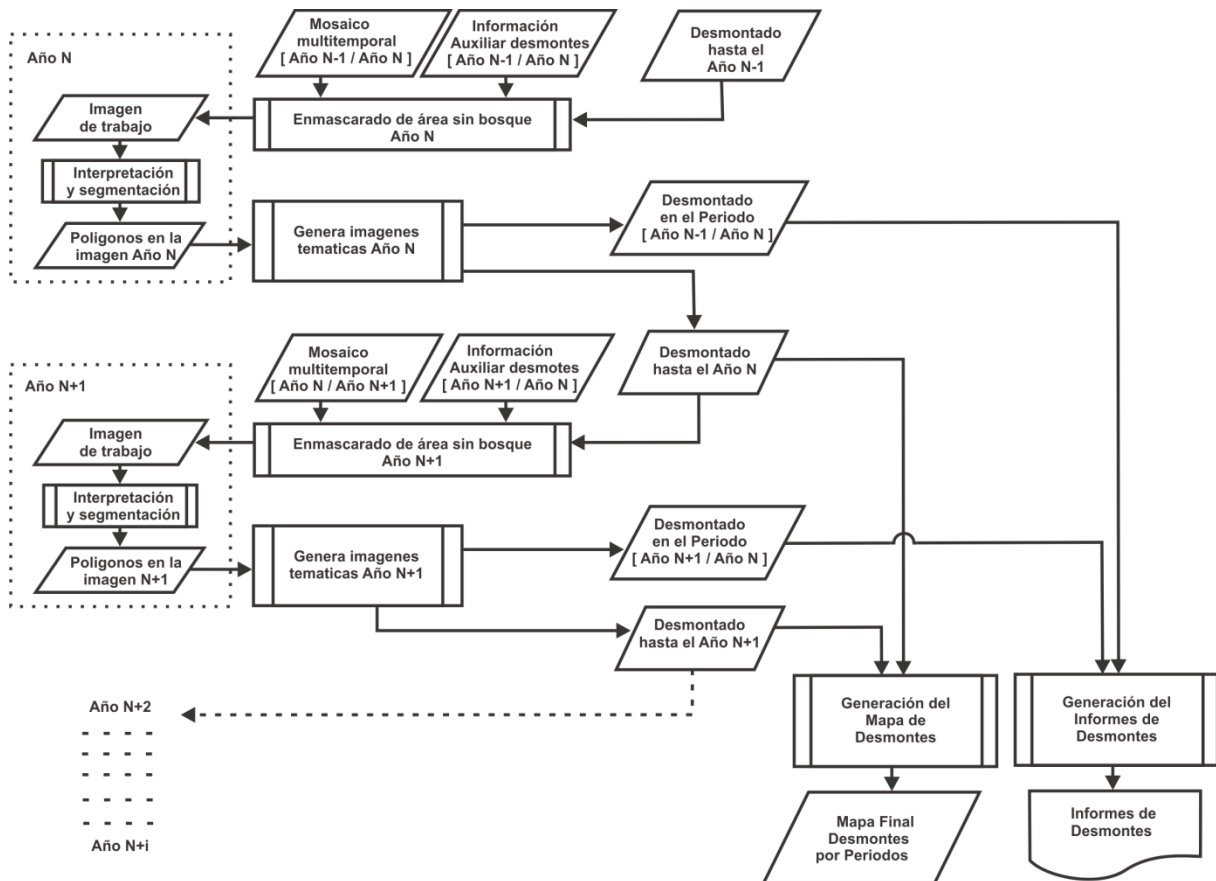 Año N
Mosaico
multitemporal
[ Año N-1 / Año N ]
Información
Auxiliar desmontes
[ Año N-1 / Año N ]
Desmontado
hasta el
Año N-1
Imagen
de trabajo
Enmascarado de área sin bosque
Año N
Interpretación
y segmentación
Poligonos en la
imagen Año N
Genera imagenes
tematicas Año N
Desmontado
en el Periodo
[ Año N-1 / Año N ]
Desmontado
hasta el Año N
Año N+1
Mosaico
multitemporal
[ Año N / Año N+1 ]
Información
Auxiliar desmotes
[ Año N+1 / Año N ]
Imagen
de trabajo
Enmascarado de área sin bosque
Año N+1
Interpretación
y segmentación
Poligonos en la
imagen N+1
Genera imagenes
tematicas Año N+1
Desmontado
en el Periodo
[ Año N+1 / Año N ]
Desmontado
hasta el Año N+1
Año N+2
Año N+i
Generación del
Mapa de
Desmontes
Generación del
Informes de
Desmontes
Mapa Final
Desmontes
por Periodos
Informes de
Desmontes